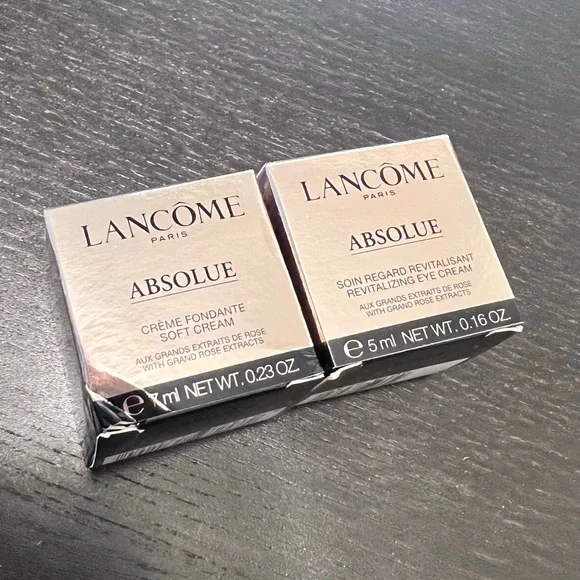 LANCÔME
PARIS
ABSOLUE
CRÈME FONDANTE
SOFT CREAM
AUX GRANDS EXTRAITS DE ROSE
WITH GRAND ROSE EXTRACTS
e 7 ml NET WT. 0.23 OZ.
LANCÔME
PARIS
ABSOLUE
SOIN REGARD REVITALISANT
REVITALIZING EYE CREAM
AUX GRANDS EXTRAITS DE ROSE
WITH GRAND ROSE EXTRACTS
e 5 ml NET WT. 0.16 OZ.